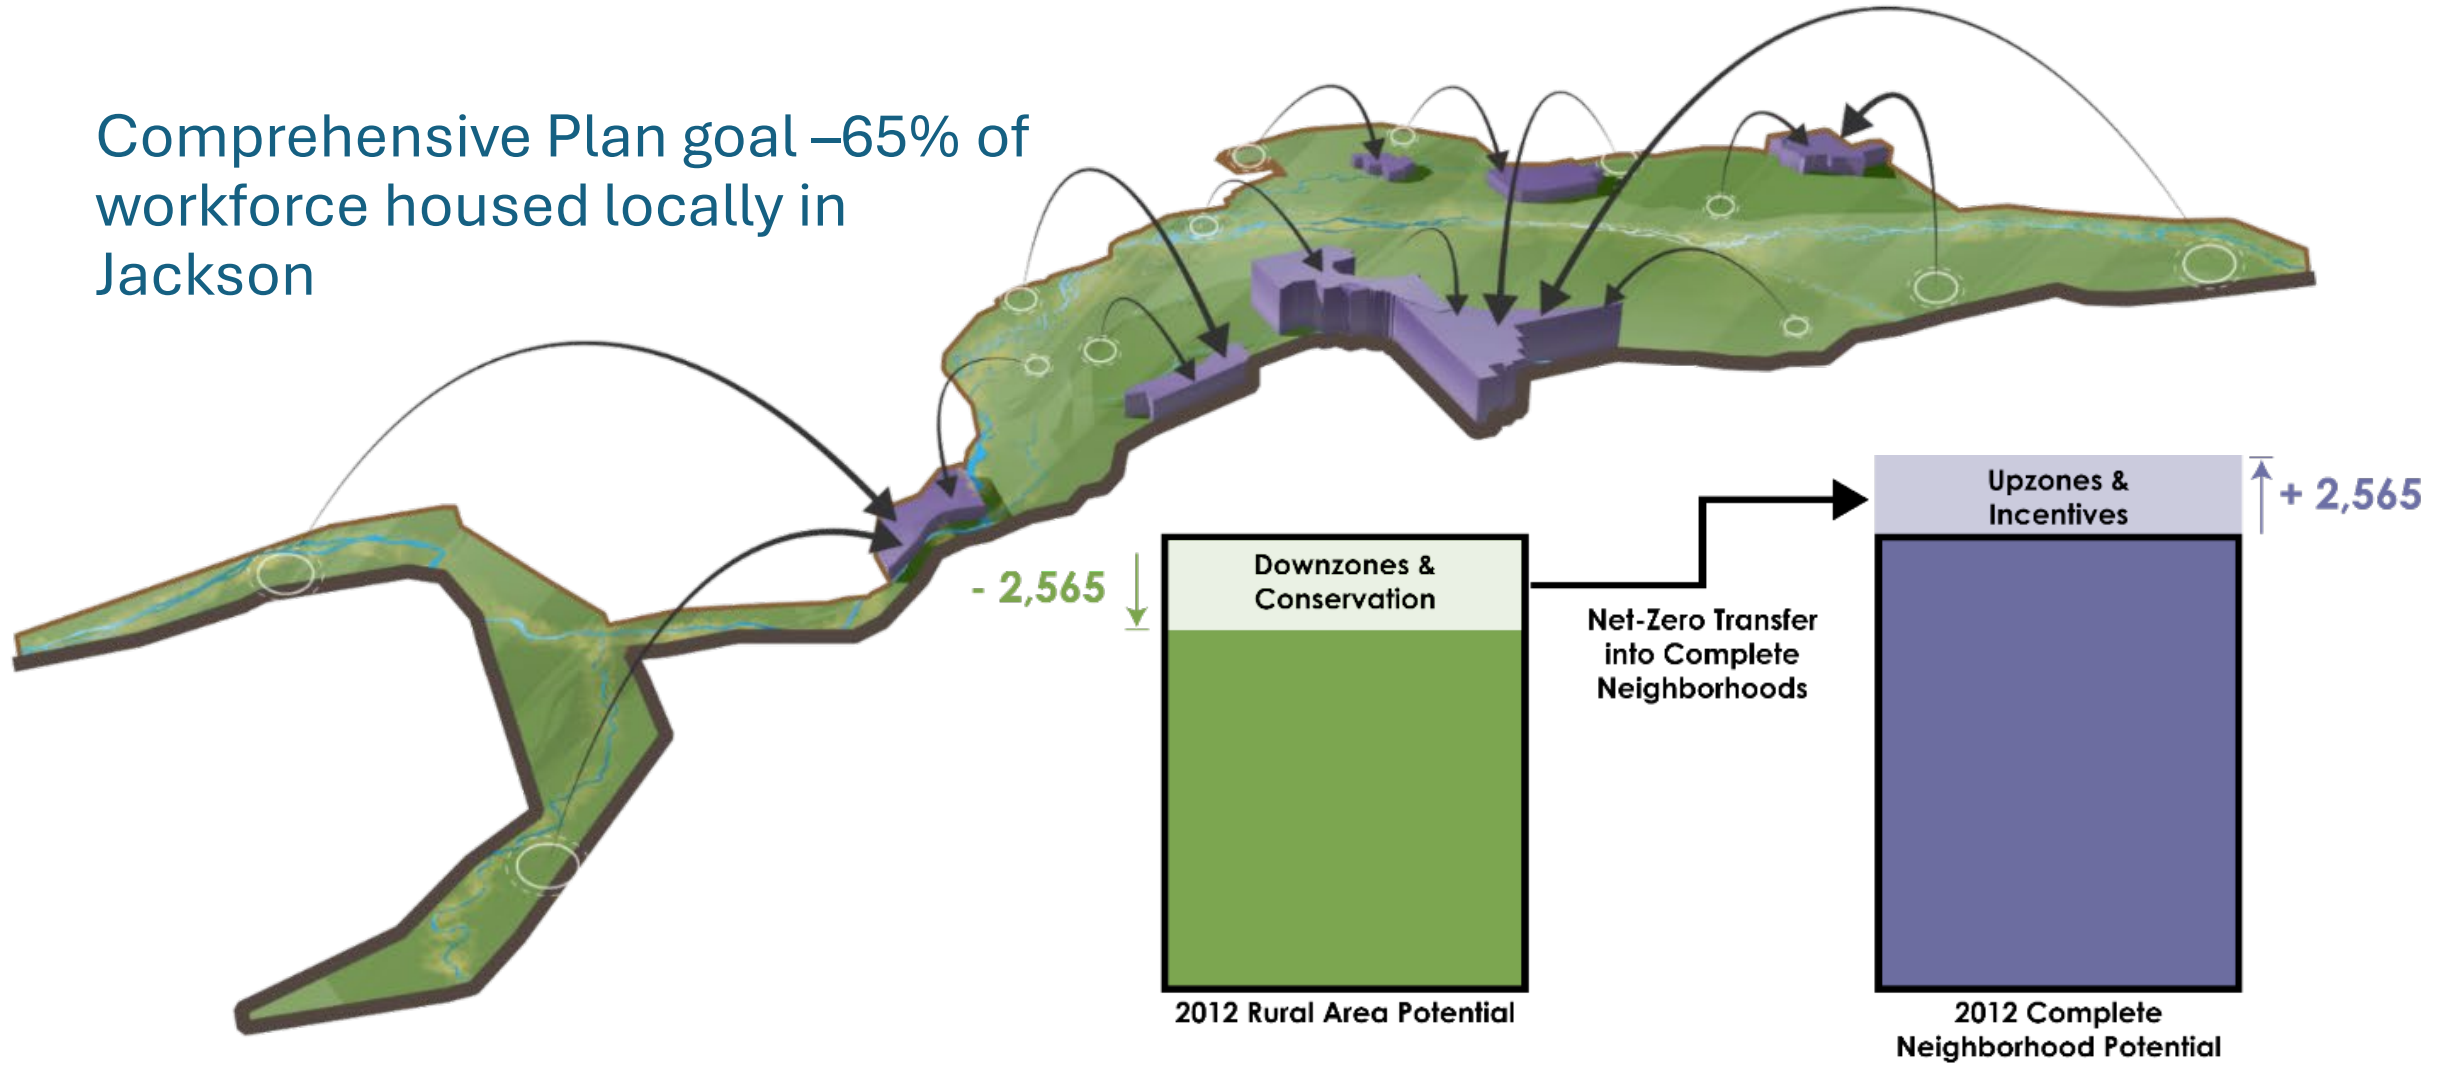 Comprehensive Plan goal –65% of
workforce housed locally in
Jackson
Upzones &
Incentives
+ 2,565
Downzones &
Conservation
- 2,565
Net-Zero Transfer
into Complete
Neighborhoods
2012 Rural Area Potential
2012 Complete
Neighborhood Potential